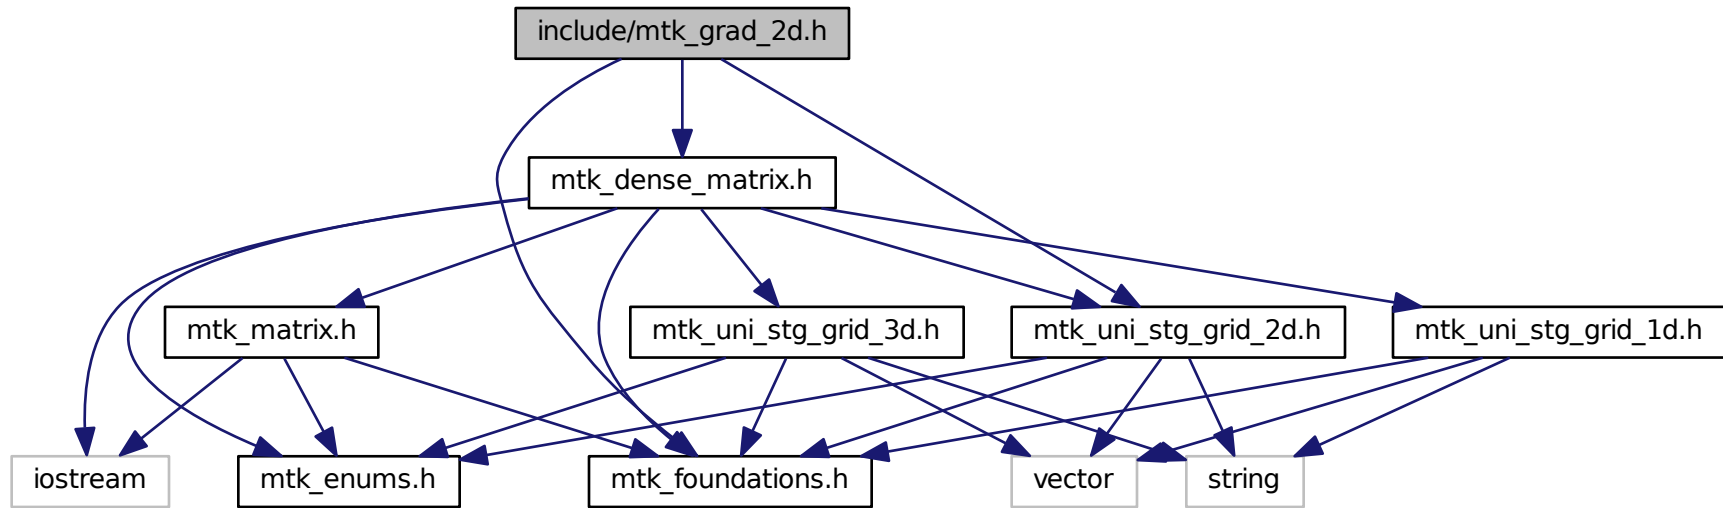 include/mtk_grad_2d.h
mtk_dense_matrix.h
mtk_matrix.h
mtk_uni_stg_grid_3d.h
mtk_uni_stg_grid_2d.h
mtk_uni_stg_grid_1d.h
iostream
mtk_enums.h
mtk_foundations.h
vector
string